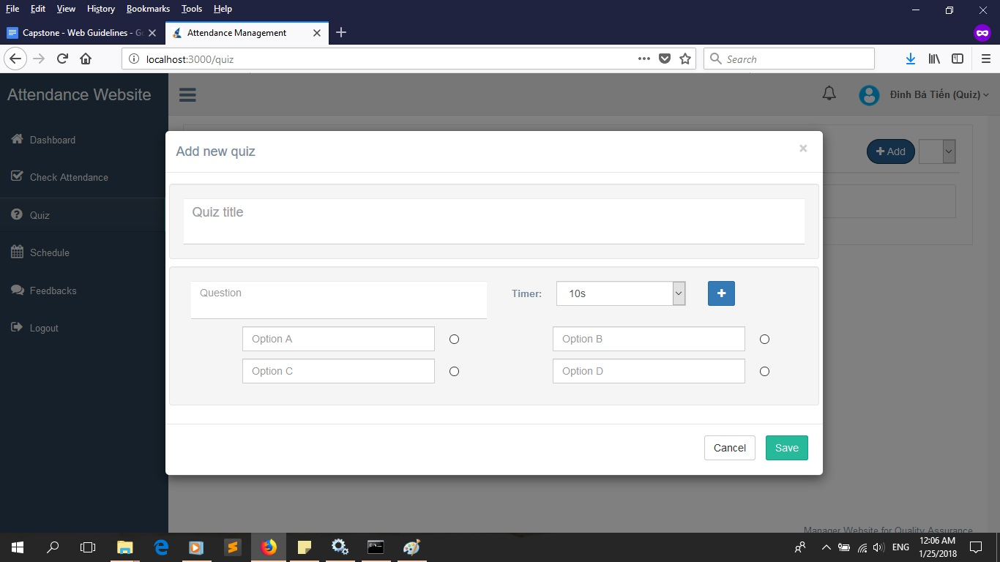 File Edit View History Bookmarks Tools Help
Capstone - Web Guidelines - G
Attendance Management
localhost:3000/quiz
Search
Attendance Website
Đinh Bá Tiến (Quiz)
Dashboard
Check Attendance
Quiz
Schedule
Feedbacks
Logout
Add
Add new quiz
×
Quiz title
Question
Timer:
10s
Option A
Option B
Option C
Option D
Cancel
Save
Manager Website for Quality Assurance
ENG
12:06 AM
1/25/2018